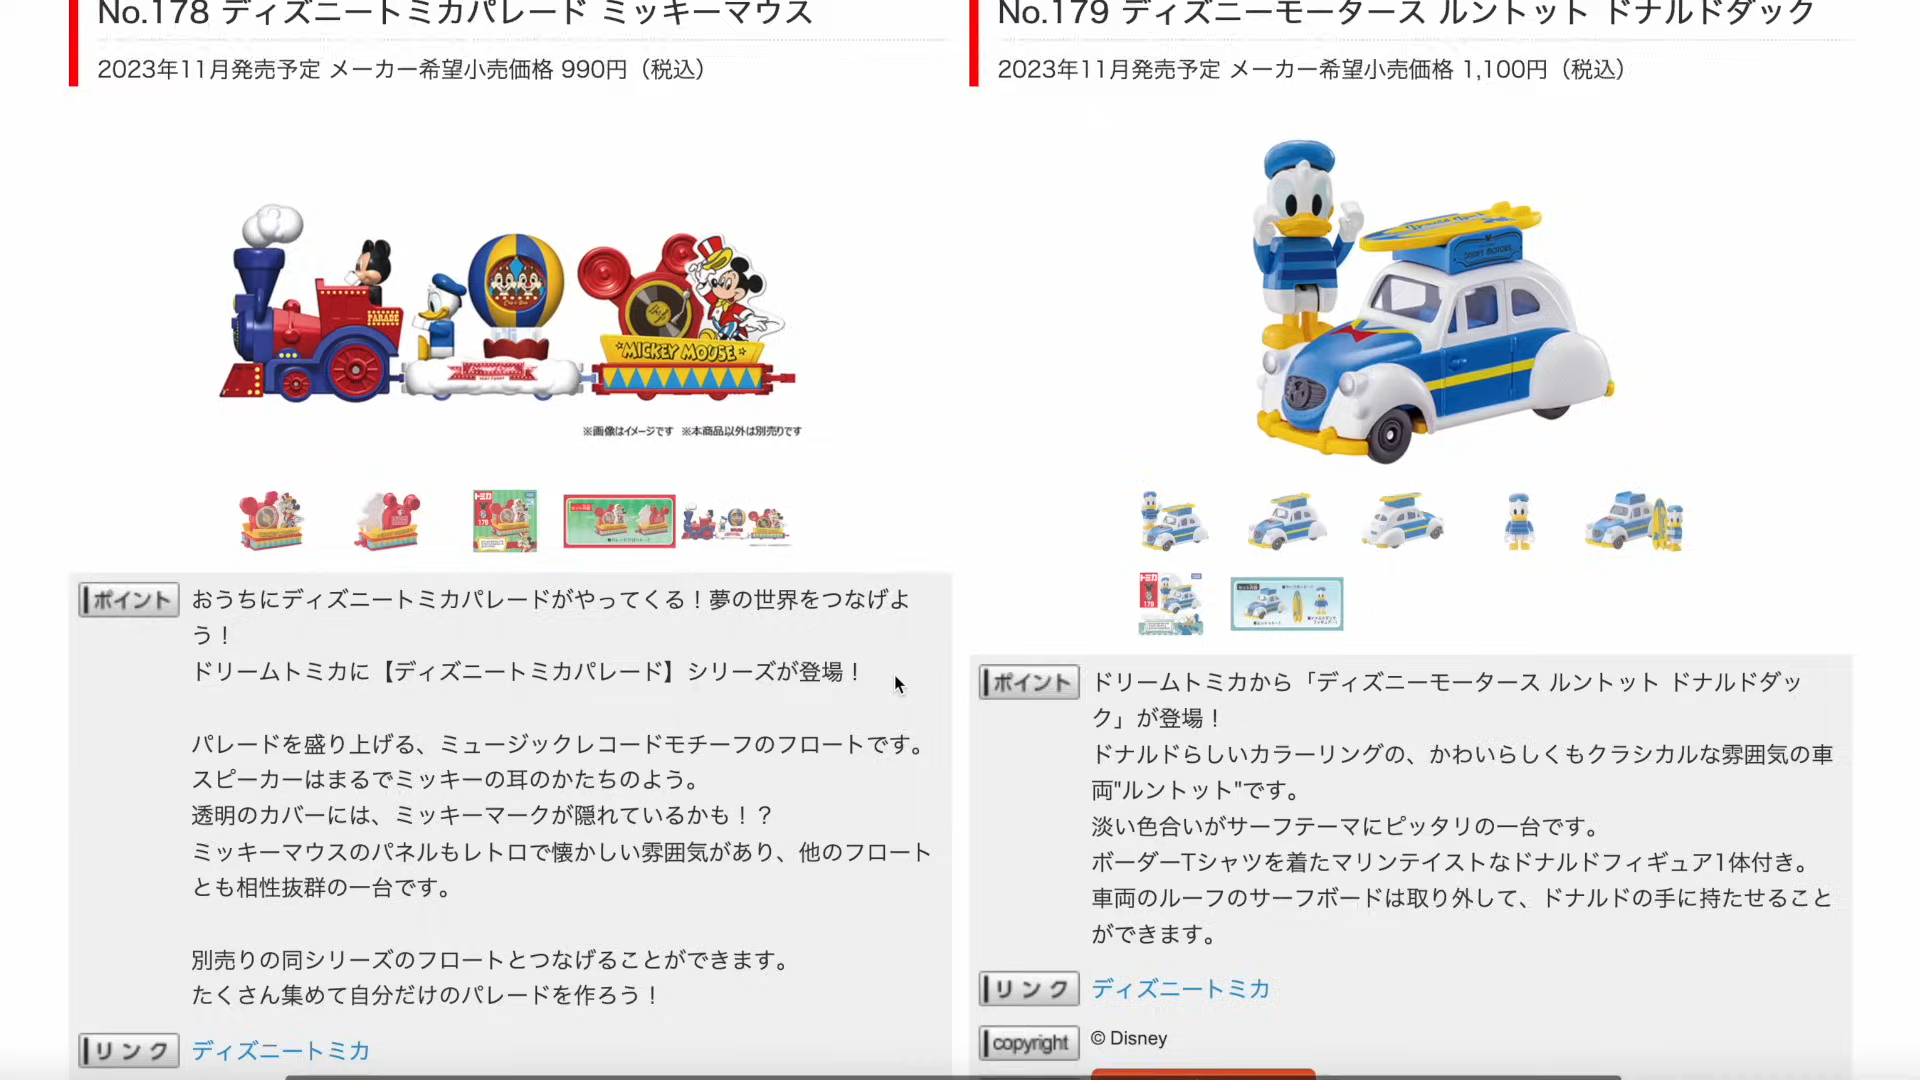 No.178 ディズニートミカパレード ミッキーマウス
2023年11月発売予定 メーカー希望小売価格 990円（税込）
PARADE
MICKEY MOUSE
※画像はイメージです ※本商品以外は別売りです
トミカ
178
ポイント
おうちにディズニートミカパレードがやってくる！夢の世界をつなげよ
う！
ドリームトミカに【ディズニートミカパレード】シリーズが登場！
パレードを盛り上げる、ミュージックレコードモチーフのフロートです。
スピーカーはまるでミッキーの耳のかたちのよう。
透明のカバーには、ミッキーマークが隠れているかも！？
ミッキーマウスのパネルもレトロで懐かしい雰囲気があり、他のフロート
とも相性抜群の一台です。
別売りの同シリーズのフロートとつなげることができます。
たくさん集めて自分だけのパレードを作ろう！
リンク
ディズニートミカ
No.179 ディズニーモータース ルントット ドナルドダック
2023年11月発売予定 メーカー希望小売価格 1,100円（税込）
DISNEY MOTORS
トミカ
179
ポイント
ドリームトミカから「ディズニーモータース ルントット ドナルドダッ
ク」が登場！
ドナルドらしいカラーリングの、かわいらしくもクラシカルな雰囲気の車
両"ルントット"です。
淡い色合いがサーフテーマにピッタリの一台です。
ボーダーTシャツを着たマリンテイストなドナルドフィギュア1体付き。
車両のルーフのサーフボードは取り外して、ドナルドの手に持たせること
ができます。
リンク
ディズニートミカ
copyright
© Disney